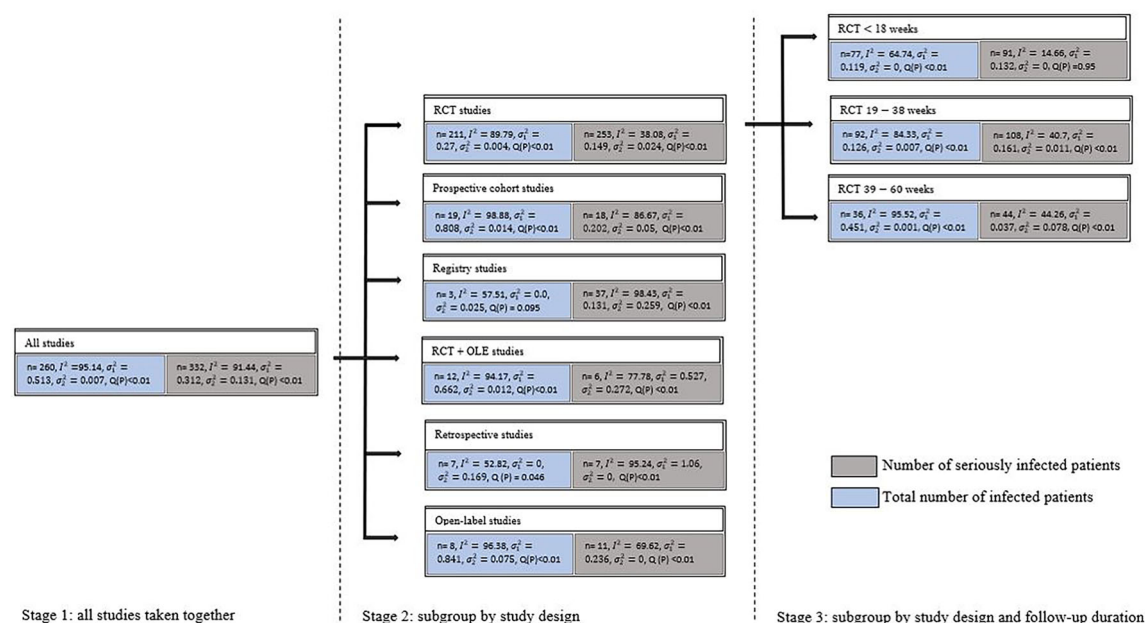 All studies
n= 260, I² =95.14, σ₁² =
0.513, σ₂² = 0.007, Q(P)<0.01
n= 332, I² = 91.44, σ₁² =
0.312, σ₂² = 0.131, Q(P) <0.01
RCT studies
n= 211, I² = 89.79, σ₁² =
0.27, σ₂² = 0.004, Q(P)<0.01
n= 253, I² = 38.08, σ₁² =
0.149, σ₂² = 0.024, Q(P)<0.01
Prospective cohort studies
n= 19, I² = 98.88, σ₁² =
0.808, σ₂² = 0.014, Q(P)<0.01
n= 18, I² = 86.67, σ₁² =
0.202, σ₂² = 0.05, Q(P) <0.01
Registry studies
n= 3, I² = 57.51, σ₁² = 0.0,
σ₂² = 0.025, Q(P) = 0.095
n= 37, I² = 98.43, σ₁² =
0.131, σ₂² = 0.259, Q(P) <0.01
RCT + OLE studies
n= 12, I² = 94.17, σ₁² =
0.662, σ₂² = 0.012, Q(P)<0.01
n= 6, I² = 77.78, σ₁² = 0.527,
σ₂² = 0.272, Q(P) <0.01
Retrospective studies
n= 7, I² = 52.82, σ₁² = 0,
σ₂² = 0.169, Q (P) = 0.046
n= 7, I² = 95.24, σ₁² = 1.06,
σ₂² = 0, Q(P)<0.01
Open-label studies
n= 8, I² = 96.38, σ₁² =
0.841, σ₂² = 0.075, Q(P)<0.01
n= 11, I² = 69.62, σ₁² =
0.236, σ₂² = 0, Q (P) <0.01
RCT < 18 weeks
n=77, I² = 64.74, σ₁² =
0.119, σ₂² = 0, Q(P) <0.01
n= 91, I² = 14.66, σ₁² =
0.132, σ₂² = 0, Q(P) =0.95
RCT 19 – 38 weeks
n= 92, I² = 84.33, σ₁² =
0.126, σ₂² = 0.007, Q(P) <0.01
n= 108, I² = 40.7, σ₁² =
0.161, σ₂² = 0.011, Q(P) <0.01
RCT 39 – 60 weeks
n= 36, I² = 95.52, σ₁² =
0.451, σ₂² = 0.001, Q(P) <0.01
n= 44, I² = 44.26, σ₁² =
0.037, σ₂² = 0.078, Q(P) <0.01
Number of seriously infected patients
Total number of infected patients
Stage 1: all studies taken together
Stage 2: subgroup by study design
Stage 3: subgroup by study design and follow-up duration